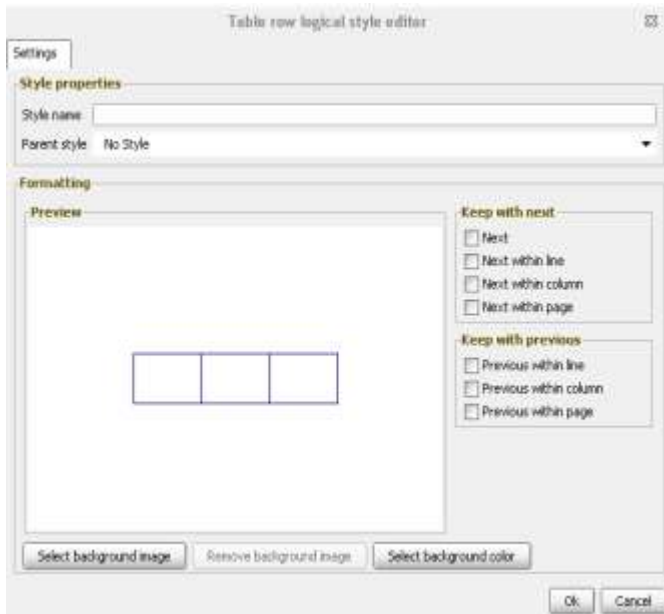 Table row logical style editor
Settings
Style properties
Style name
Parent style No Style
Formatting
Preview
Keep with next
Next
Next within line
Next within column
Next within page
Keep with previous
Previous within line
Previous within column
Previous within page
Select background image Remove background image Select background color
Ok Cancel